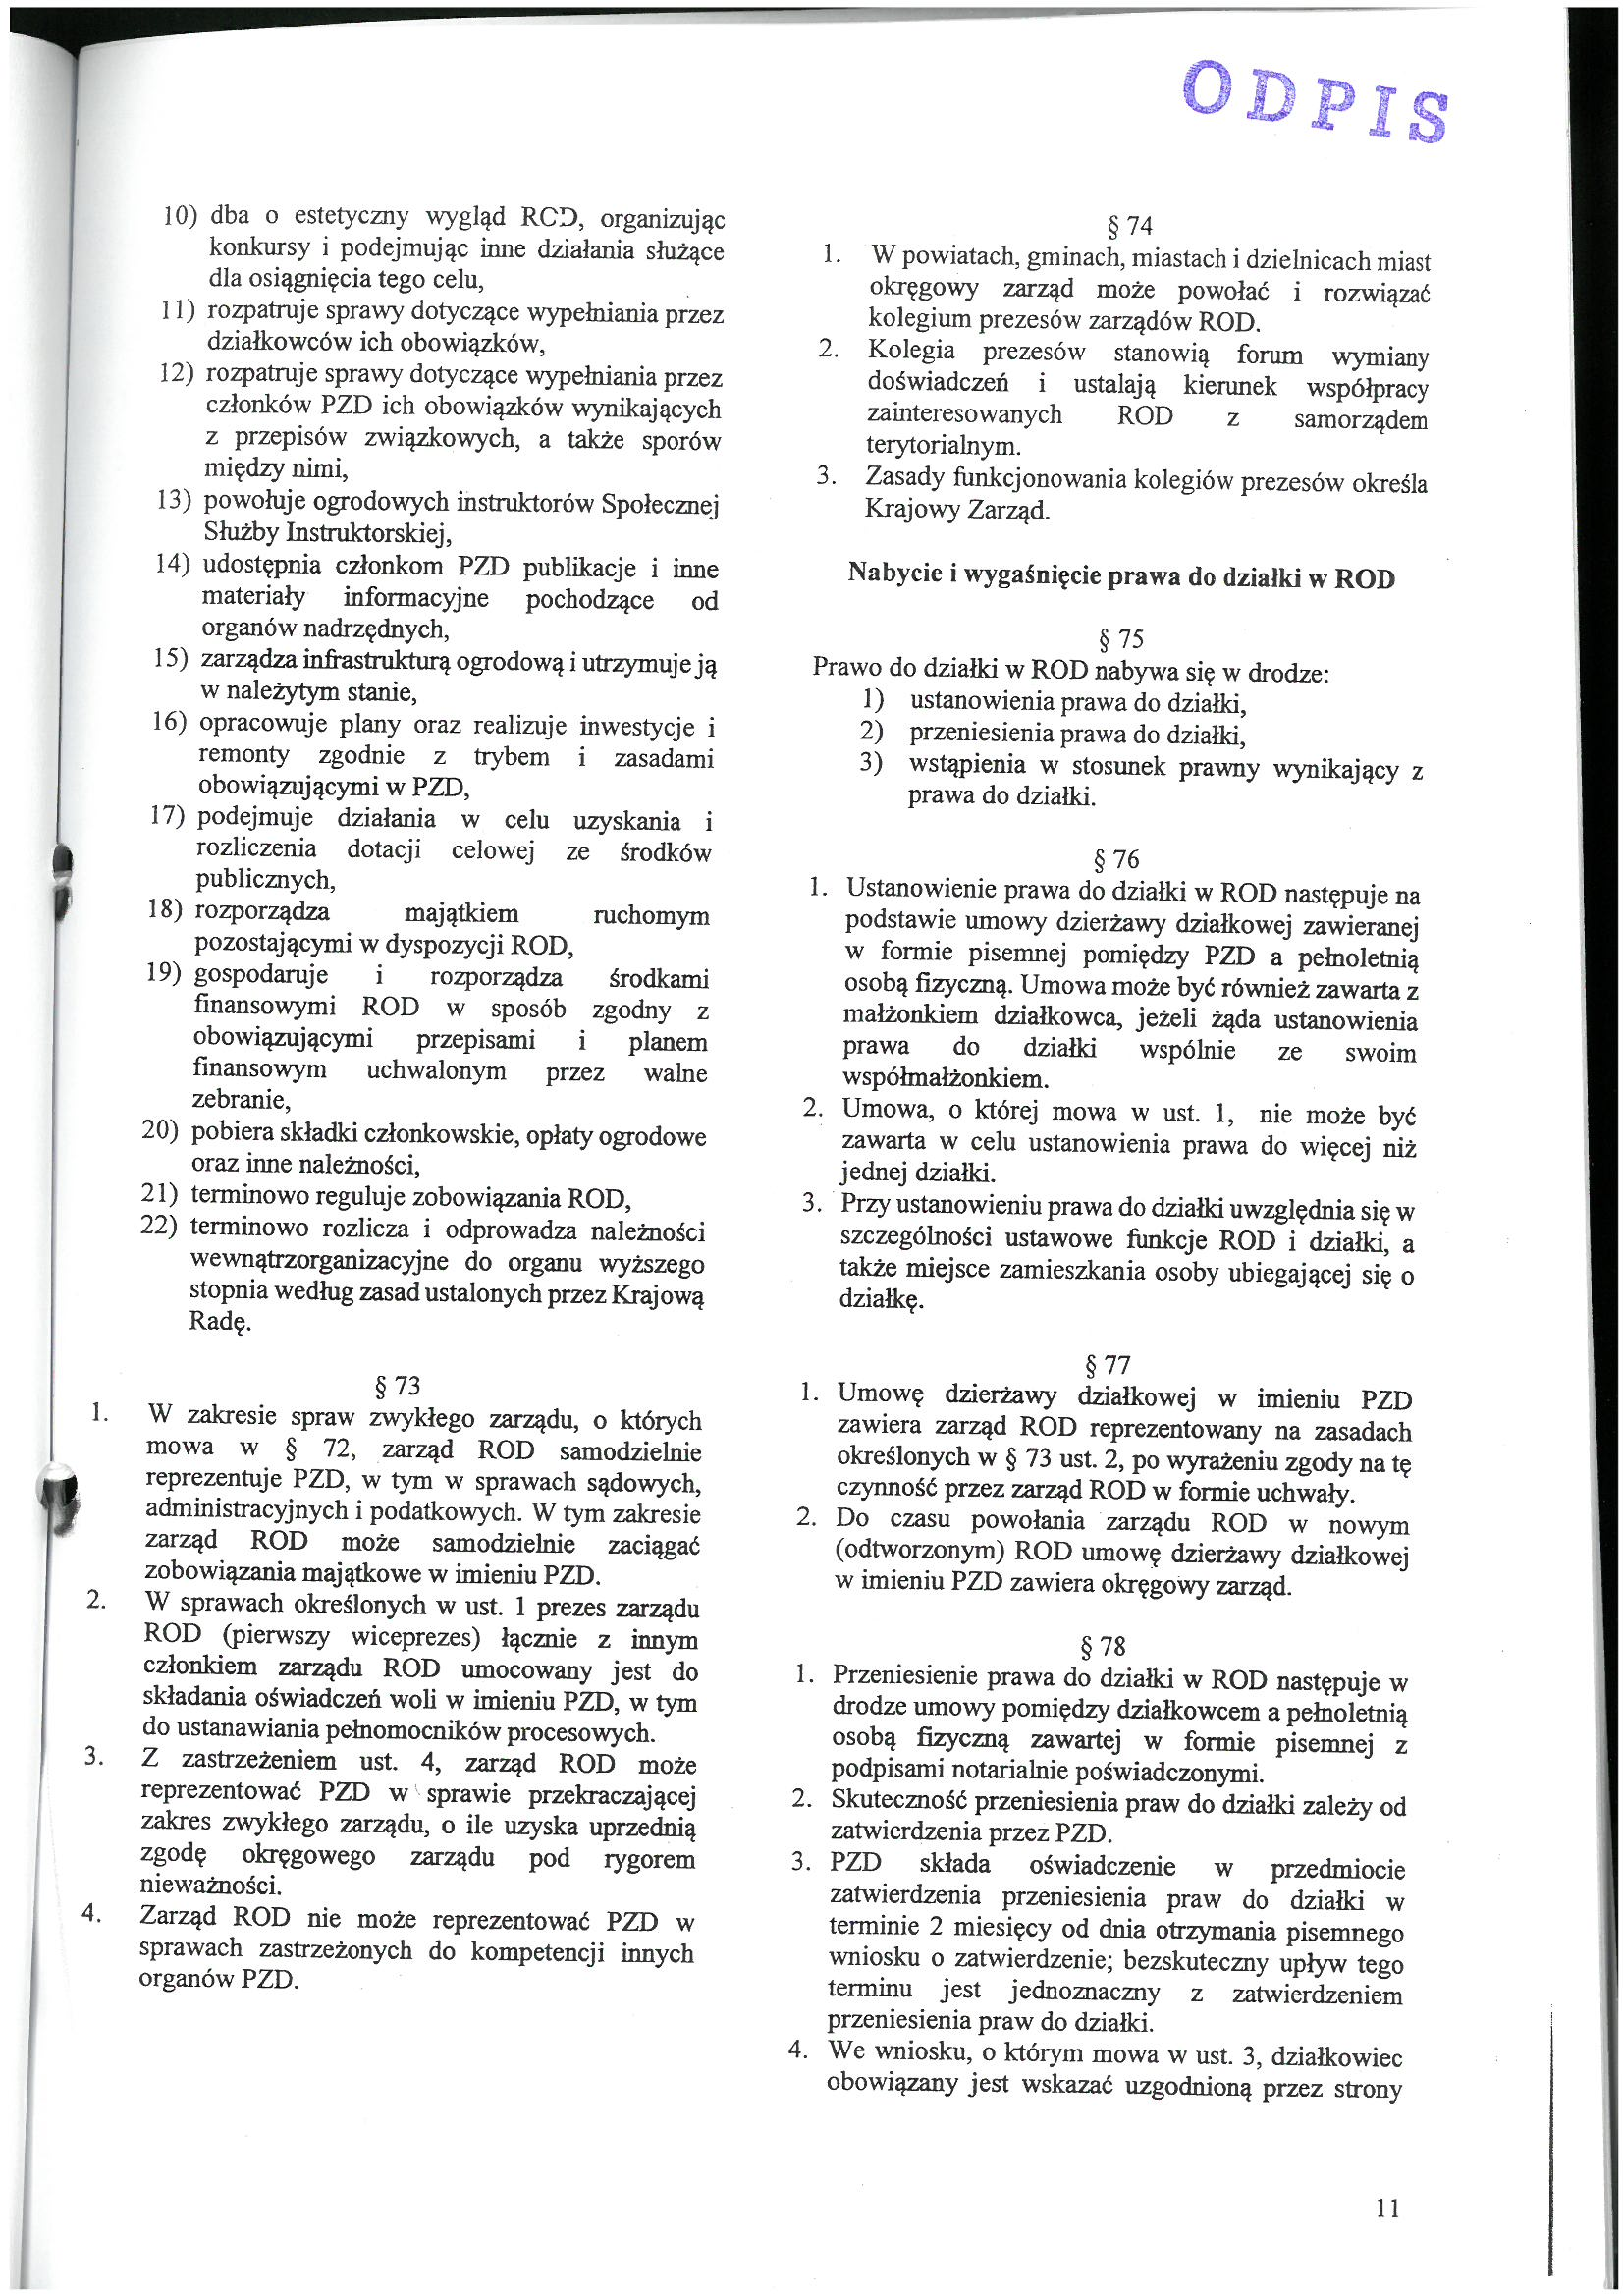 ODPIS
10) dba o estetyczny wygląd ROD, organizując
konkursy i podejmując inne działania służące
dla osiągnięcia tego celu,
11) rozpatruje sprawy dotyczące wypełniania przez
działkowców ich obowiązków,
12) rozpatruje sprawy dotyczące wypełniania przez
członków PZD ich obowiązków wynikających
z przepisów związkowych, a także sporów
między nimi,
13) powołuje ogrodowych instruktorów Społecznej
Służby Instruktorskiej,
14) udostępnia członkom PZD publikacje i inne
materiały informacyjne pochodzące od
organów nadrzędnych,
15) zarządza infrastrukturą ogrodową i utrzymuje ją
w należytym stanie,
16) opracowuje plany oraz realizuje inwestycje i
remonty zgodnie z trybem i zasadami
obowiązującymi w PZD,
17) podejmuje działania w celu uzyskania i
rozliczenia dotacji celowej ze środków
publicznych,
18) rozporządza majątkiem ruchomym
pozostającymi w dyspozycji ROD,
19) gospodaruje i rozporządza środkami
finansowymi ROD w sposób zgodny z
obowiązującymi przepisami i planem
finansowym uchwalonym przez walne
zebranie,
20) pobiera składki członkowskie, opłaty ogrodowe
oraz inne należności,
21) terminowo reguluje zobowiązania ROD,
22) terminowo rozlicza i odprowadza należności
wewnątrzorganizacyjne do organu wyższego
stopnia według zasad ustalonych przez Krajową
Radę.
§ 73
1. W zakresie spraw zwykłego zarządu, o których
mowa w § 72, zarząd ROD samodzielnie
reprezentuje PZD, w tym w sprawach sądowych,
administracyjnych i podatkowych. W tym zakresie
zarząd ROD może samodzielnie zaciągać
zobowiązania majątkowe w imieniu PZD.
2. W sprawach określonych w ust. 1 prezes zarządu
ROD (pierwszy wiceprezes) łącznie z innym
członkiem zarządu ROD umocowany jest do
składania oświadczeń woli w imieniu PZD, w tym
do ustanawiania pełnomocników procesowych.
3. Z zastrzeżeniem ust. 4, zarząd ROD może
reprezentować PZD w sprawie przekraczającej
zakres zwykłego zarządu, o ile uzyska uprzednią
zgodę okręgowego zarządu pod rygorem
nieważności.
4. Zarząd ROD nie może reprezentować PZD w
sprawach zastrzeżonych do kompetencji innych
organów PZD.
§ 74
1. W powiatach, gminach, miastach i dzielnicach miast
okręgowy zarząd może powołać i rozwiązać
kolegium prezesów zarządów ROD.
2. Kolegia prezesów stanowią forum wymiany
doświadczeń i ustalają kierunek współpracy
zainteresowanych ROD z samorządem
terytorialnym.
3. Zasady funkcjonowania kolegiów prezesów określa
Krajowy Zarząd.
Nabycie i wygaśnięcie prawa do działki w ROD
§ 75
Prawo do działki w ROD nabywa się w drodze:
1) ustanowienia prawa do działki,
2) przeniesienia prawa do działki,
3) wstąpienia w stosunek prawny wynikający z
prawa do działki.
§ 76
1. Ustanowienie prawa do działki w ROD następuje na
podstawie umowy dzierżawy działkowej zawieranej
w formie pisemnej pomiędzy PZD a pełnoletnią
osobą fizyczną. Umowa może być również zawarta z
małżonkiem działkowca, jeżeli żąda ustanowienia
prawa do działki wspólnie ze swoim
współmałżonkiem.
2. Umowa, o której mowa w ust. 1, nie może być
zawarta w celu ustanowienia prawa do więcej niż
jednej działki.
3. Przy ustanowieniu prawa do działki uwzględnia się w
szczególności ustawowe funkcje ROD i działki, a
także miejsce zamieszkania osoby ubiegającej się o
działkę.
§ 77
1. Umowę dzierżawy działkowej w imieniu PZD
zawiera zarząd ROD reprezentowany na zasadach
określonych w § 73 ust. 2, po wyrażeniu zgody na tę
czynność przez zarząd ROD w formie uchwały.
2. Do czasu powołania zarządu ROD w nowym
(odtworzonym) ROD umowę dzierżawy działkowej
w imieniu PZD zawiera okręgowy zarząd.
§ 78
1. Przeniesienie prawa do działki w ROD następuje w
drodze umowy pomiędzy działkowcem a pełnoletnią
osobą fizyczną zawartej w formie pisemnej z
podpisami notarialnie poświadczonymi.
2. Skuteczność przeniesienia praw do działki zależy od
zatwierdzenia przez PZD.
3. PZD składa oświadczenie w przedmiocie
zatwierdzenia przeniesienia praw do działki w
terminie 2 miesięcy od dnia otrzymania pisemnego
wniosku o zatwierdzenie; bezskuteczny upływ tego
terminu jest jednoznaczny z zatwierdzeniem
przeniesienia praw do działki.
4. We wniosku, o którym mowa w ust. 3, działkowiec
obowiązany jest wskazać uzgodnioną przez strony
11